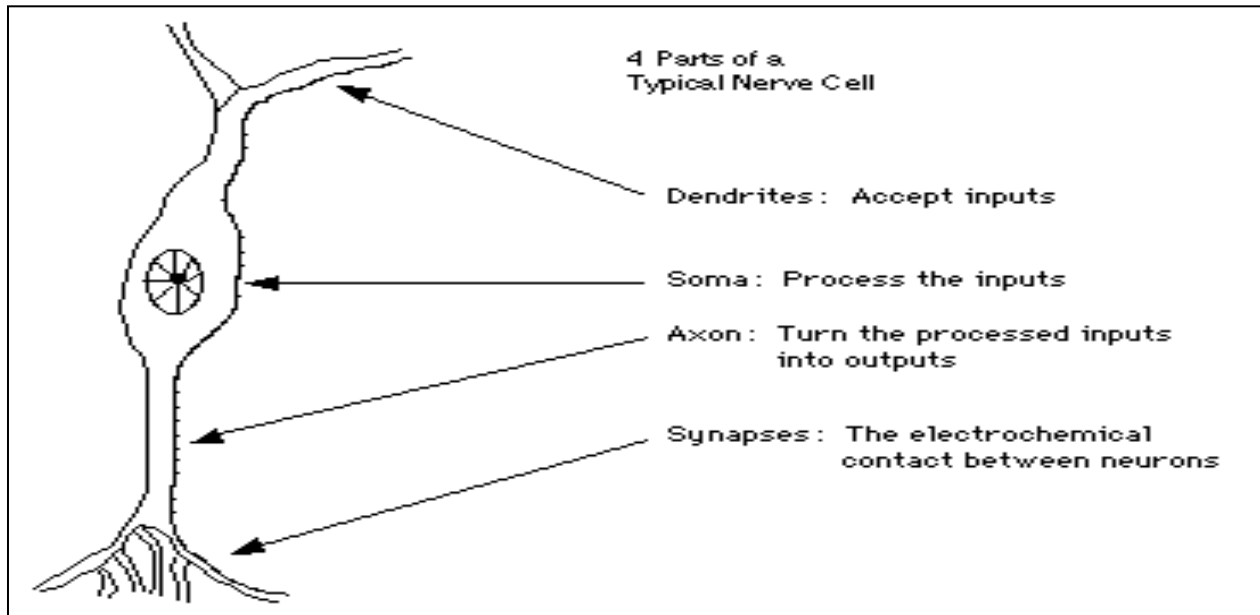 4 Parts of a
Typical Nerve Cell
Dendrites: Accept inputs
Soma: Process the inputs
Axon: Turn the processed inputs
into outputs
Synapses: The electrochemical
contact between neurons